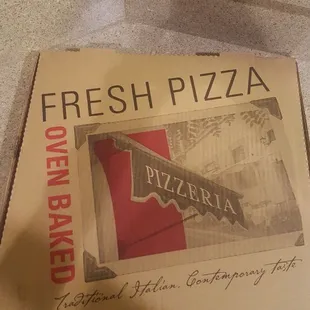 FRESH PIZZA
OVEN BAKED
PIZZERIA
Traditional Italian. Contemporary taste